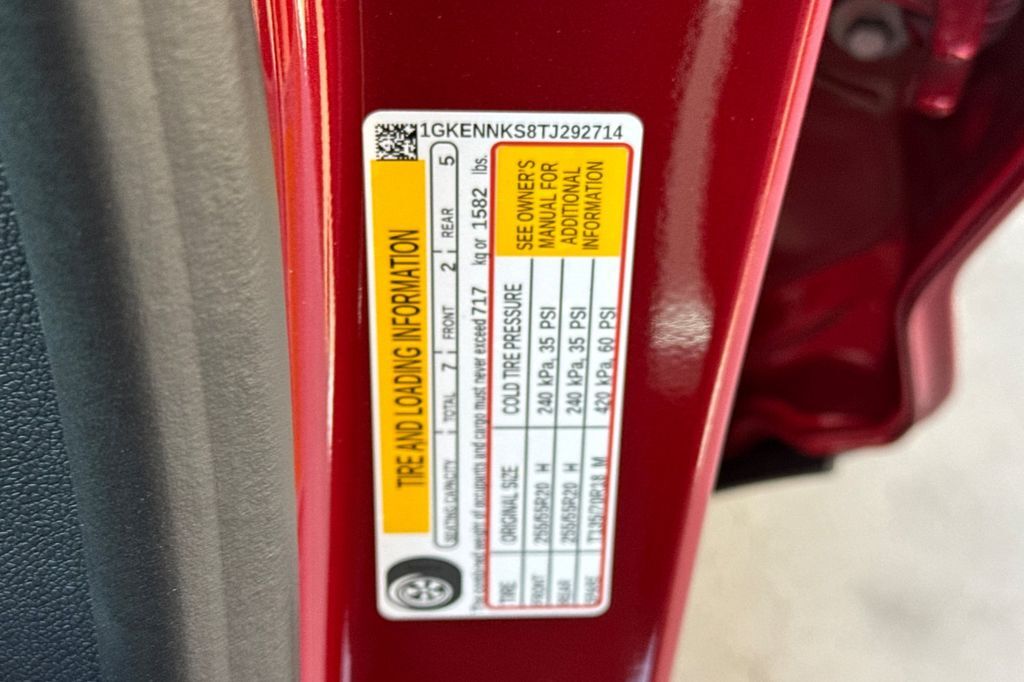 1GKENNKS8TJ292714
TIRE AND LOADING INFORMATION
SEATING CAPACITY TOTAL 7 FRONT 2 REAR 5
The combined weight of occupants and cargo must never exceed 717 kg or 1582 lbs.
TIRE ORIGINAL SIZE COLD TIRE PRESSURE
FRONT 255/55R20 H 240 kPa, 35 PSI
REAR 255/55R20 H 240 kPa, 35 PSI
SPARE T135/70R18 M 420 kPa, 60 PSI
SEE OWNER'S
MANUAL FOR
ADDITIONAL
INFORMATION